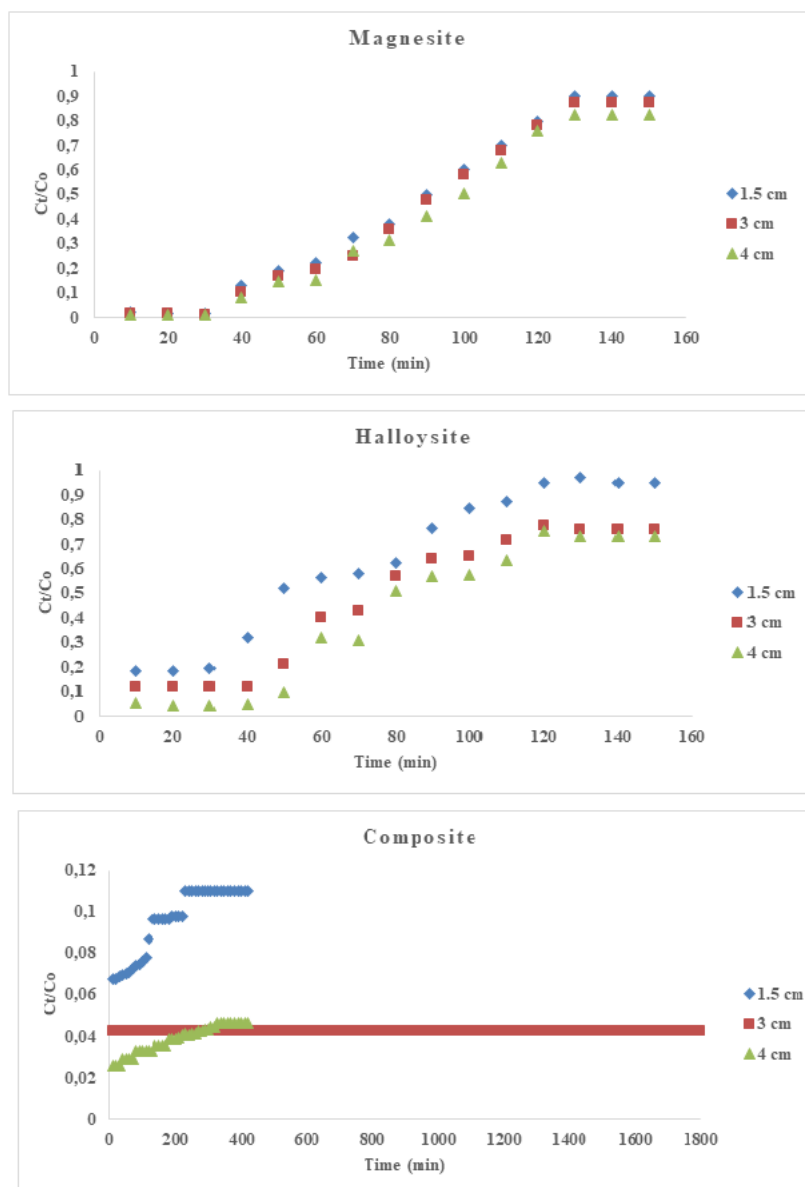 Magnesite
1
0,9
0,8
0,7
0,6
0,5
0,4
0,3
0,2
0,1
0
Ct/Co
0 20 40 60 80 100 120 140 160
Time (min)
1.5 cm
3 cm
4 cm
Halloysite
1
0,9
0,8
0,7
0,6
0,5
0,4
0,3
0,2
0,1
0
Ct/Co
0 20 40 60 80 100 120 140 160
Time (min)
1.5 cm
3 cm
4 cm
Composite
0,12
0,1
0,08
0,06
0,04
0,02
0
Ct/Co
0 200 400 600 800 1000 1200 1400 1600 1800
Time (min)
1.5 cm
3 cm
4 cm